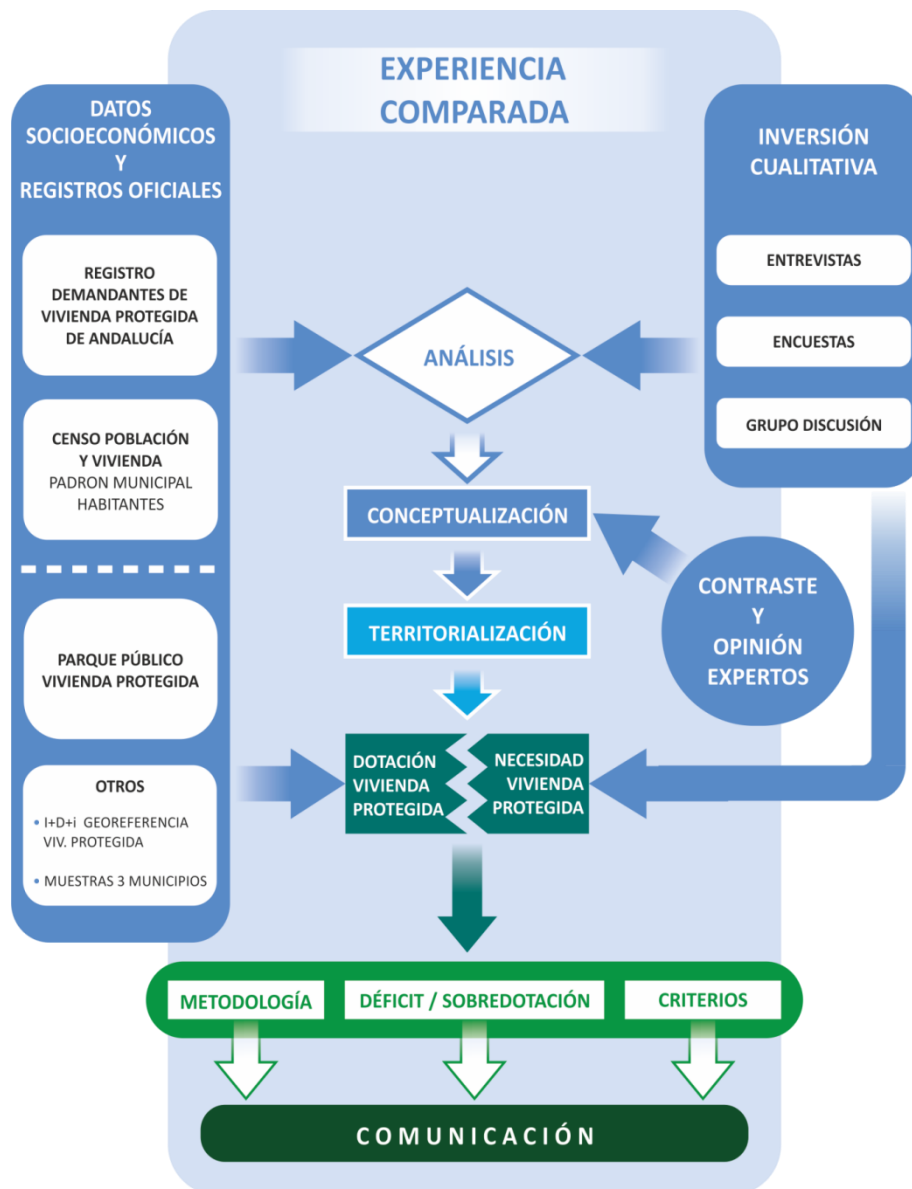 EXPERIENCIA
COMPARADA
DATOS
SOCIOECONÓMICOS
Y
REGISTROS OFICIALES
REGISTRO
DEMANDANTES DE
VIVIENDA PROTEGIDA
DE ANDALUCÍA
CENSO POBLACIÓN
Y VIVIENDA
PADRON MUNICIPAL
HABITANTES
PARQUE PÚBLICO
VIVIENDA PROTEGIDA
OTROS
• I+D+i GEOREFERENCIA
VIV. PROTEGIDA
• MUESTRAS 3 MUNICIPIOS
INVERSIÓN
CUALITATIVA
ENTREVISTAS
ENCUESTAS
GRUPO DISCUSIÓN
ANÁLISIS
CONCEPTUALIZACIÓN
CONTRASTE
Y
OPINIÓN
EXPERTOS
TERRITORIALIZACIÓN
DOTACIÓN
VIVIENDA
PROTEGIDA
NECESIDAD
VIVIENDA
PROTEGIDA
METODOLOGÍA
DÉFICIT / SOBREDOTACIÓN
CRITERIOS
COMUNICACIÓN